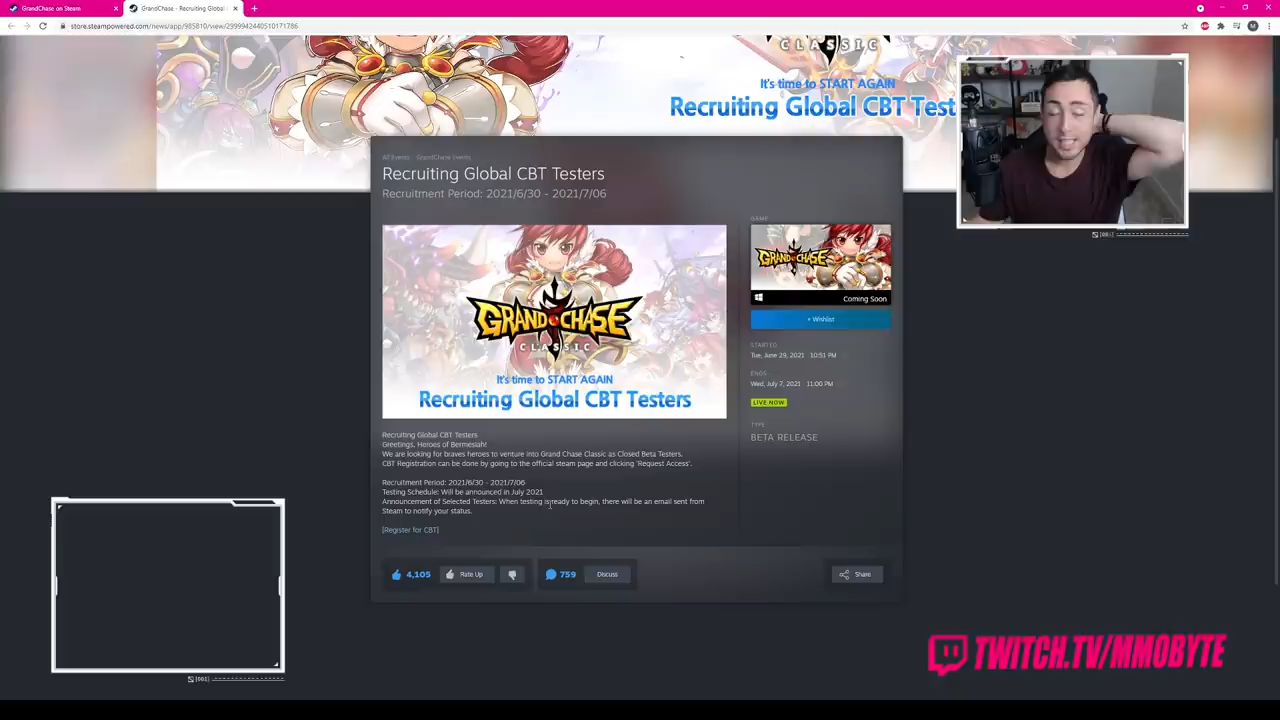 GrandChase on Steam
GrandChase - Recruiting Global
store.steampowered.com/news/app/985810/view/2999442440510171786
CLASSIC
It's time to START AGAIN
Recruiting Global CBT Test
All Events
GrandChase Events
Recruiting Global CBT Testers
Recruitment Period: 2021/6/30 - 2021/7/06
GRAND CHASE
CLASSIC
It's time to START AGAIN
Recruiting Global CBT Testers
GAME
GRAND CHASE
Coming Soon
+ Wishlist
STARTED
Tue, June 29, 2021 10:51 PM
ENDS
Wed, July 7, 2021 11:00 PM
LIVE NOW
TYPE
BETA RELEASE
Recruiting Global CBT Testers
Greetings, Heroes of Bermesiah!
We are looking for braves heroes to venture into Grand Chase Classic as Closed Beta Testers.
CBT Registration can be done by going to the official steam page and clicking 'Request Access'.
Recruitment Period: 2021/6/30 - 2021/7/06
Testing Schedule: Will be announced in July 2021
Announcement of Selected Testers: When testing is ready to begin, there will be an email sent from
Steam to notify your status.
[Register for CBT]
4,105
Rate Up
759
Discuss
Share
TWITCH.TV/MMOBYTE